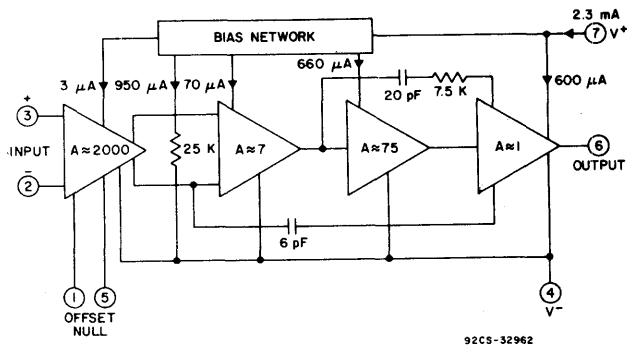 BIAS NETWORK
2.3 mA
7 V+
3 µA
950 µA
70 µA
660 µA
600 µA
20 pF
7.5 K
+
3
INPUT
A≈2000
25 K
A≈7
A≈75
A≈1
6
OUTPUT
−
2
6 pF
1
5
OFFSET
NULL
4
V−
92CS-32962